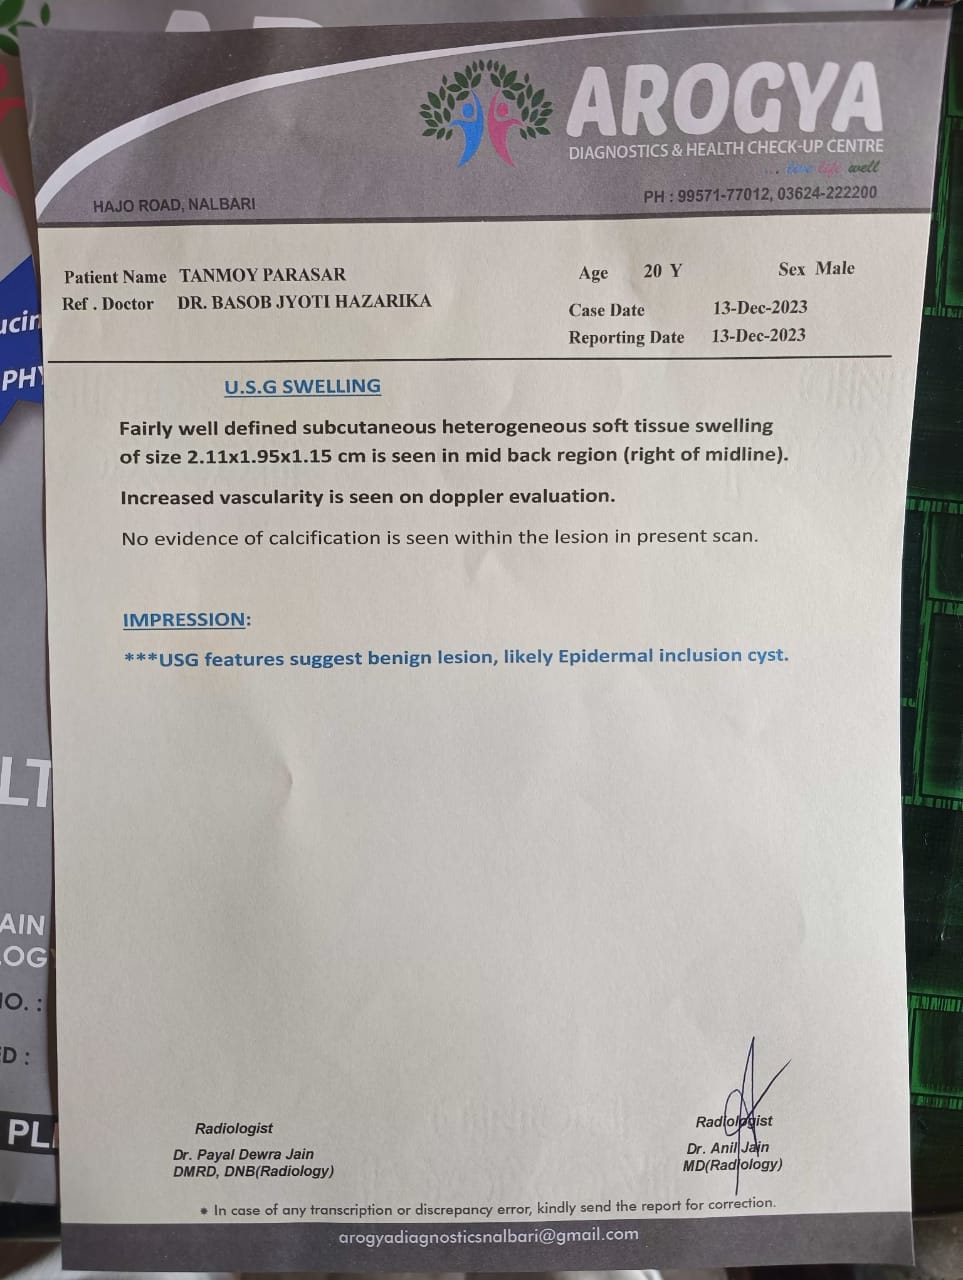 AROGYA
DIAGNOSTICS & HEALTH CHECK-UP CENTRE
... live life well
HAJO ROAD, NALBARI
PH : 99571-77012, 03624-222200
Patient Name TANMOY PARASAR
Age 20 Y Sex Male
Ref . Doctor DR. BASOB JYOTI HAZARIKA
Case Date 13-Dec-2023
Reporting Date 13-Dec-2023
U.S.G SWELLING
Fairly well defined subcutaneous heterogeneous soft tissue swelling
of size 2.11x1.95x1.15 cm is seen in mid back region (right of midline).
Increased vascularity is seen on doppler evaluation.
No evidence of calcification is seen within the lesion in present scan.
IMPRESSION:
***USG features suggest benign lesion, likely Epidermal inclusion cyst.
Radiologist
Dr. Payal Dewra Jain
DMRD, DNB(Radiology)
Radiologist
Dr. Anil Jain
MD(Radiology)
* In case of any transcription or discrepancy error, kindly send the report for correction.
arogyadiagnosticsnalbari@gmail.com